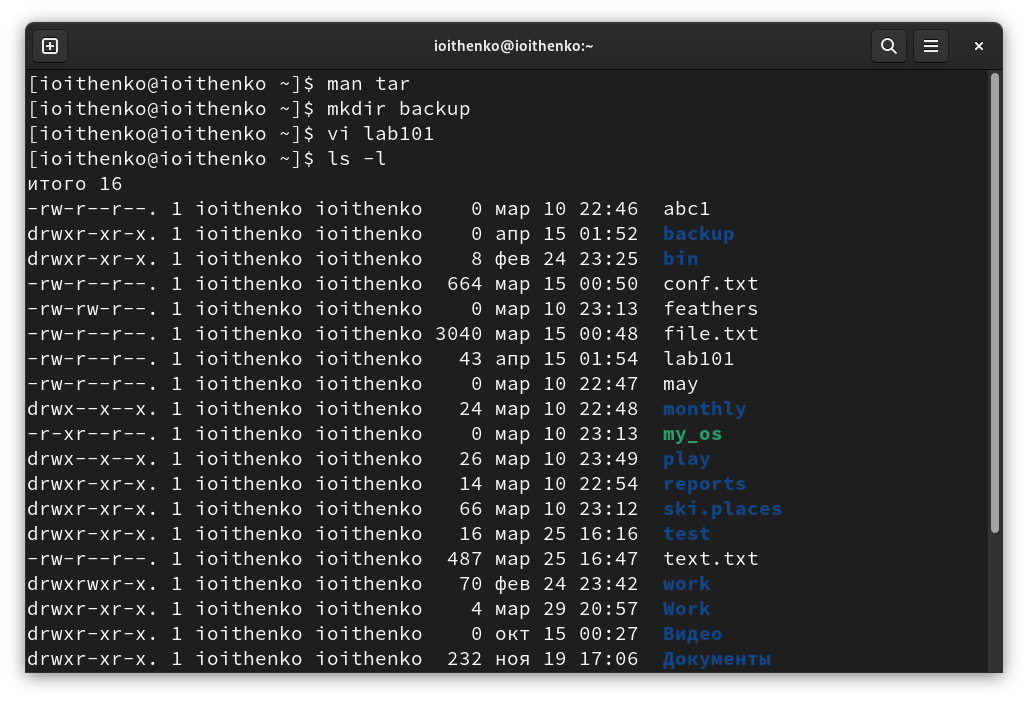 ioithenko@ioithenko:~
[ioithenko@ioithenko ~]$ man tar
[ioithenko@ioithenko ~]$ mkdir backup
[ioithenko@ioithenko ~]$ vi lab101
[ioithenko@ioithenko ~]$ ls -l
итого 16
-rw-r--r--. 1 ioithenko ioithenko    0 мар 10 22:46  abc1
drwxr-xr-x. 1 ioithenko ioithenko    0 апр 15 01:52  backup
drwxr-xr-x. 1 ioithenko ioithenko    8 фев 24 23:25  bin
-rw-r--r--. 1 ioithenko ioithenko  664 мар 15 00:50  conf.txt
-rw-rw-r--. 1 ioithenko ioithenko    0 мар 10 23:13  feathers
-rw-r--r--. 1 ioithenko ioithenko 3040 мар 15 00:48  file.txt
-rw-r--r--. 1 ioithenko ioithenko   43 апр 15 01:54  lab101
-rw-r--r--. 1 ioithenko ioithenko    0 мар 10 22:47  may
drwx--x--x. 1 ioithenko ioithenko   24 мар 10 22:48  monthly
-r-xr--r--. 1 ioithenko ioithenko    0 мар 10 23:13  my_os
drwx--x--x. 1 ioithenko ioithenko   26 мар 10 23:49  play
drwxr-xr-x. 1 ioithenko ioithenko   14 мар 10 22:54  reports
drwxr-xr-x. 1 ioithenko ioithenko   66 мар 10 23:12  ski.places
drwxr-xr-x. 1 ioithenko ioithenko   16 мар 25 16:16  test
-rw-r--r--. 1 ioithenko ioithenko  487 мар 25 16:47  text.txt
drwxrwxr-x. 1 ioithenko ioithenko   70 фев 24 23:42  work
drwxr-xr-x. 1 ioithenko ioithenko    4 мар 29 20:57  Work
drwxr-xr-x. 1 ioithenko ioithenko    0 окт 15 00:27  Видео
drwxr-xr-x. 1 ioithenko ioithenko  232 ноя 19 17:06  Документы